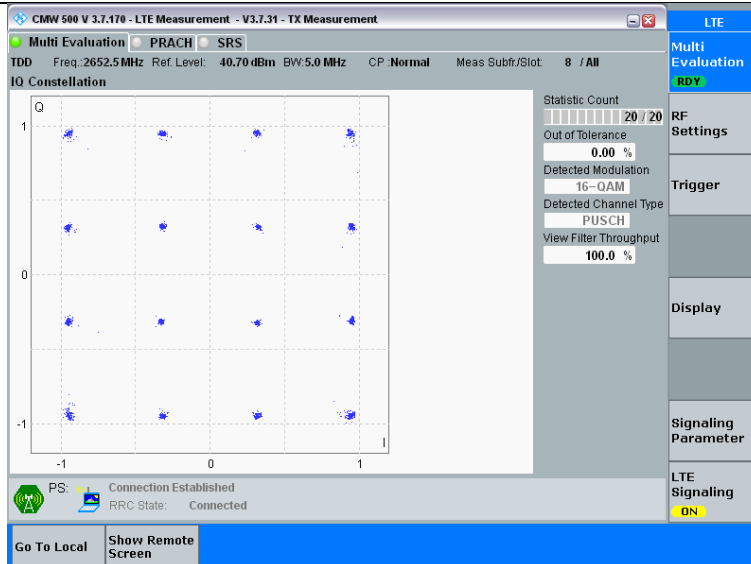 CMW 500 V 3.7.170 - LTE Measurement - V3.7.31 - TX Measurement
LTE
Multi Evaluation PRACH SRS
Multi Evaluation
RDY
TDD Freq.:2652.5 MHz Ref. Level: 40.70 dBm BW:5.0 MHz CP :Normal Meas Subfr./Slot: 8 / All
IQ Constellation
Q
1
0
-1
-1 0 1
I
Statistic Count
20 / 20
Out of Tolerance
0.00 %
Detected Modulation
16-QAM
Detected Channel Type
PUSCH
View Filter Throughput
100.0 %
RF Settings
Trigger
Display
Signaling Parameter
LTE Signaling
ON
PS: Connection Established
RRC State: Connected
Go To Local
Show Remote Screen